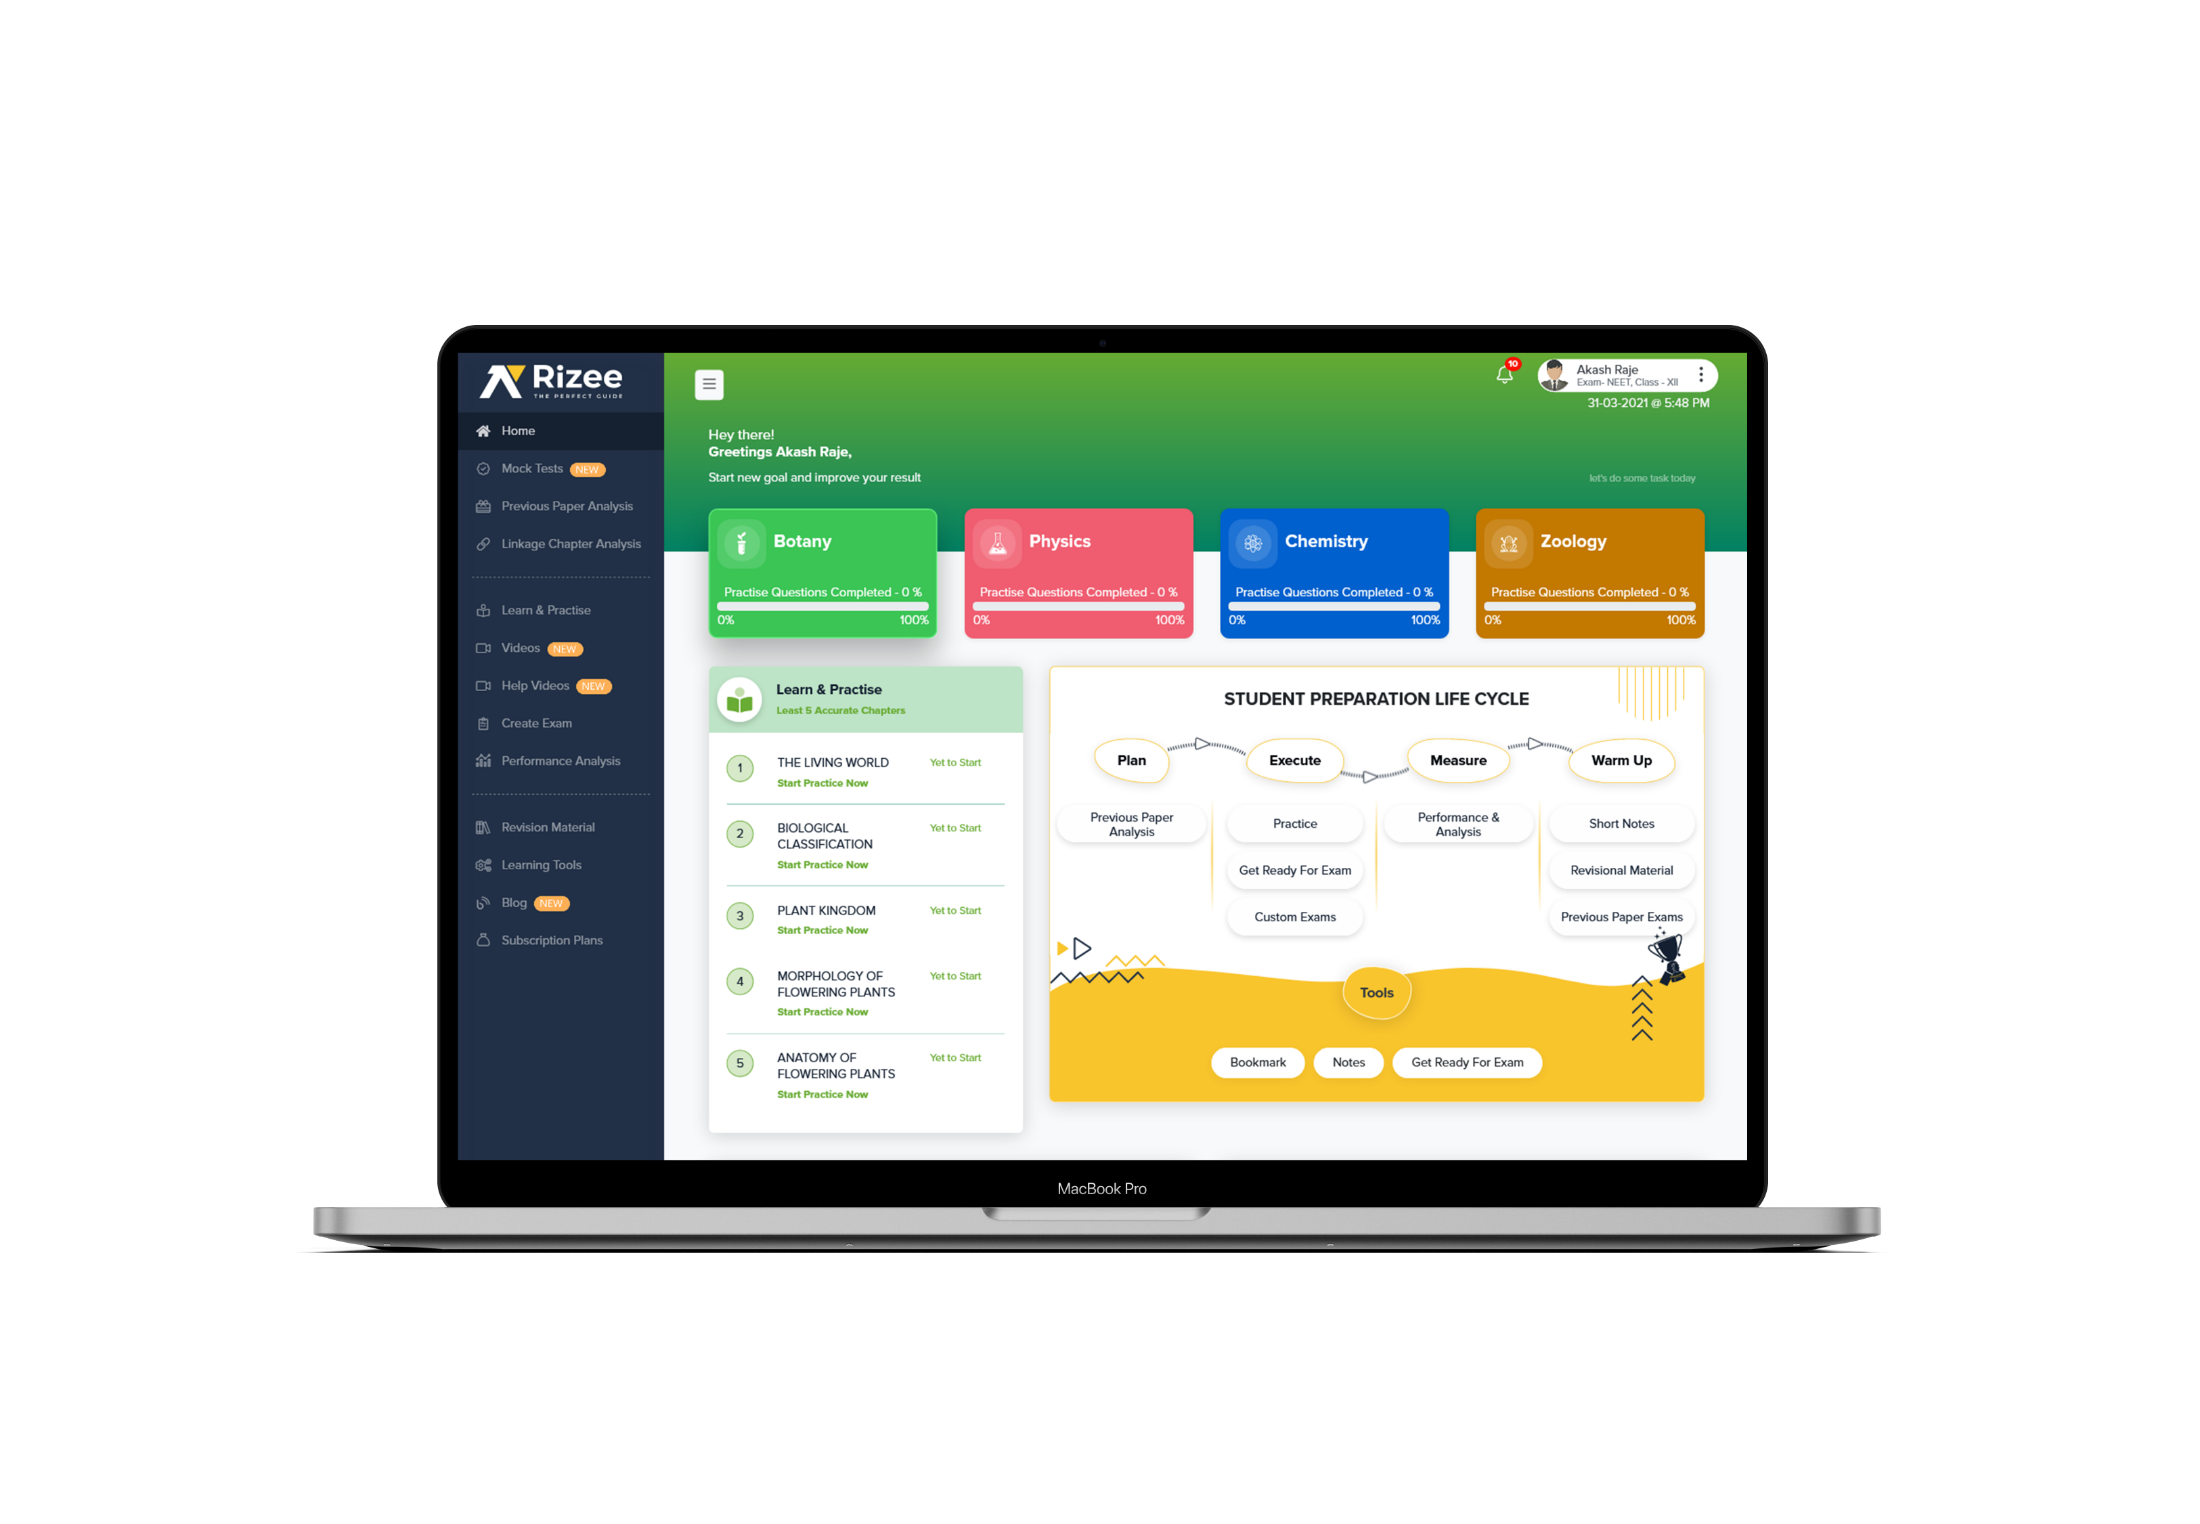 Rizee
THE PERFECT GUIDE
Home
Mock Tests NEW
Previous Paper Analysis
Linkage Chapter Analysis
Learn & Practise
Videos NEW
Help Videos NEW
Create Exam
Performance Analysis
Revision Material
Learning Tools
Blog NEW
Subscription Plans
10
Akash Raje
Exam- NEET, Class - XII
31-03-2021 @ 5:48 PM
Hey there!
Greetings Akash Raje,
Start new goal and improve your result
let's do some task today
Botany
Practise Questions Completed - 0 %
0% 100%
Physics
Practise Questions Completed - 0 %
0% 100%
Chemistry
Practise Questions Completed - 0 %
0% 100%
Zoology
Practise Questions Completed - 0 %
0% 100%
Learn & Practise
Least 5 Accurate Chapters
1 THE LIVING WORLD Yet to Start
Start Practice Now
2 BIOLOGICAL Yet to Start
CLASSIFICATION
Start Practice Now
3 PLANT KINGDOM Yet to Start
Start Practice Now
4 MORPHOLOGY OF Yet to Start
FLOWERING PLANTS
Start Practice Now
5 ANATOMY OF Yet to Start
FLOWERING PLANTS
Start Practice Now
STUDENT PREPARATION LIFE CYCLE
Plan
Previous Paper
Analysis
Execute
Practice
Get Ready For Exam
Custom Exams
Measure
Performance &
Analysis
Warm Up
Short Notes
Revisional Material
Previous Paper Exams
Tools
Bookmark Notes Get Ready For Exam
MacBook Pro